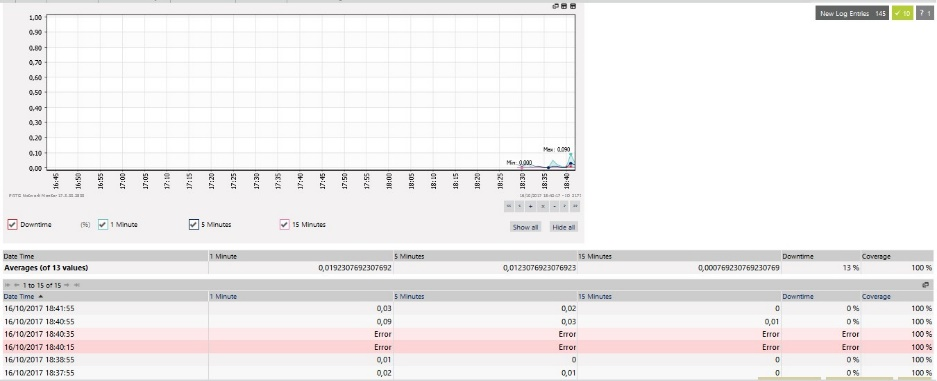 New Log Entries 145 10 ? 1
1,00
0,90
0,80
0,70
0,60
0,50
0,40
0,30
0,20
0,10
0,00
Max: 0,090
Min: 0,000
16:45 16:50 16:55 17:00 17:05 17:10 17:15 17:20 17:25 17:30 17:35 17:40 17:45 17:50 17:55 18:00 18:05 18:10 18:15 18:20 18:25 18:30 18:35 18:40
Downtime (%) 1 Minute 5 Minutes 15 Minutes
Show all Hide all
Date Time 1 Minute 5 Minutes 15 Minutes Downtime Coverage
Averages (of 13 values) 0,0192307692307692 0,0123076923076923 0,000769230769230769 13 % 100 %
1 to 15 of 15
Date Time 1 Minute 5 Minutes 15 Minutes Downtime Coverage
16/10/2017 18:41:55 0,03 0,02 0 0 % 100 %
16/10/2017 18:40:55 0,09 0,03 0,01 0 % 100 %
16/10/2017 18:40:35 Error Error Error Error 100 %
16/10/2017 18:40:15 Error Error Error Error 100 %
16/10/2017 18:38:55 0,01 0 0 0 % 100 %
16/10/2017 18:37:55 0,02 0,01 0 0 % 100 %